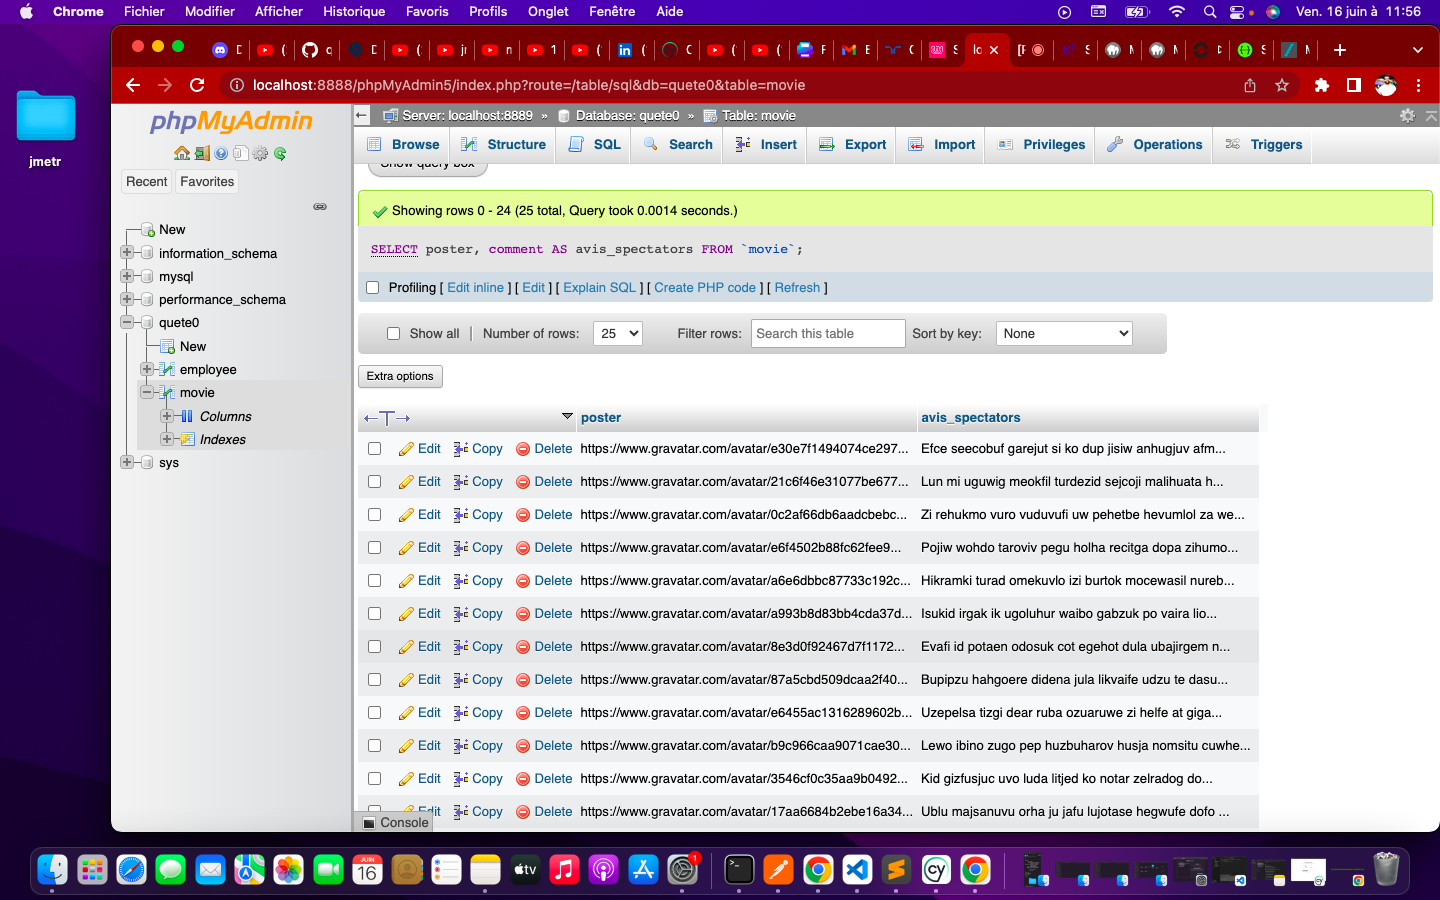 Chrome Fichier Modifier Afficher Historique Favoris Profils Onglet Fenêtre Aide Ven. 16 juin à 11:56
localhost:8888/phpMyAdmin5/index.php?route=/table/sql&db=quete0&table=movie
jmetr
phpMyAdmin
Recent Favorites
New
information_schema
mysql
performance_schema
quete0
New
employee
movie
Columns
Indexes
sys
Server: localhost:8889 » Database: quete0 » Table: movie
Browse Structure SQL Search Insert Export Import Privileges Operations Triggers
Show query box
Showing rows 0 - 24 (25 total, Query took 0.0014 seconds.)
SELECT poster, comment AS avis_spectators FROM `movie`;
Profiling [ Edit inline ] [ Edit ] [ Explain SQL ] [ Create PHP code ] [ Refresh ]
Show all | Number of rows: 25 Filter rows: Search this table Sort by key: None
Extra options
poster avis_spectators
Edit Copy Delete https://www.gravatar.com/avatar/e30e7f1494074ce297... Efce seecobuf garejut si ko dup jisiw anhugjuv afm...
Edit Copy Delete https://www.gravatar.com/avatar/21c6f46e31077be677... Lun mi uguwig meokfil turdezid sejcoji malihuata h...
Edit Copy Delete https://www.gravatar.com/avatar/0c2af66db6aadcbebc... Zi rehukmo vuro vuduvufi uw pehetbe hevumlol za we...
Edit Copy Delete https://www.gravatar.com/avatar/e6f4502b88fc62fee9... Pojiw wohdo taroviv pegu holha recitga dopa zihumo...
Edit Copy Delete https://www.gravatar.com/avatar/a6e6dbbc87733c192c... Hikramki turad omekuvlo izi burtok mocewasil nureb...
Edit Copy Delete https://www.gravatar.com/avatar/a993b8d83bb4cda37d... Isukid irgak ik ugoluhur waibo gabzuk po vaira lio...
Edit Copy Delete https://www.gravatar.com/avatar/8e3d0f92467d7f1172... Evafi id potaen odosuk cot egehot dula ubajirgem n...
Edit Copy Delete https://www.gravatar.com/avatar/87a5cbd509dcaa2f40... Bupipzu hahgoere didena jula likvaife udzu te dasu...
Edit Copy Delete https://www.gravatar.com/avatar/e6455ac1316289602b... Uzepelsa tizgi dear ruba ozuaruwe zi helfe at giga...
Edit Copy Delete https://www.gravatar.com/avatar/b9c966caa9071cae30... Lewo ibino zugo pep huzbuharov husja nomsitu cuwhe...
Edit Copy Delete https://www.gravatar.com/avatar/3546cf0c35aa9b0492... Kid gizfusjuc uvo luda litjed ko notar zelradog do...
Edit Copy Delete https://www.gravatar.com/avatar/17aa6684b2ebe16a34... Ublu majsanuvu orha ju jafu lujotase hegwufe dofo ...
Console
JUIN
16
tv
1
cy